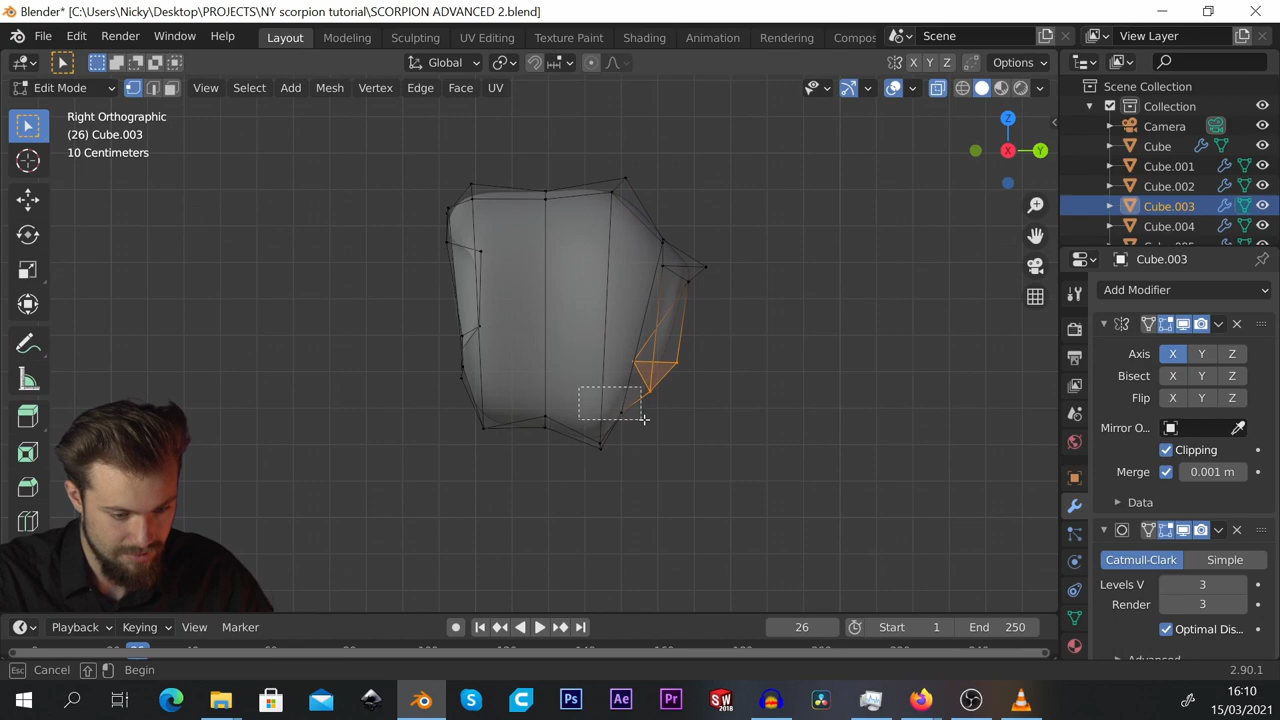 Blender* [C:\Users\Nicky\Desktop\PROJECTS\NY scorpion tutorial\SCORPION ADVANCED 2.blend]
File Edit Render Window Help Layout Modeling Sculpting UV Editing Texture Paint Shading Animation Rendering Compos Scene View Layer
Global X Y Z Options
Edit Mode View Select Add Mesh Vertex Edge Face UV
Scene Collection
Collection
Camera
Cube
Cube.001
Cube.002
Cube.003
Cube.004
Right Orthographic
(26) Cube.003
10 Centimeters
Z
X
Y
Cube.003
Add Modifier
Axis X Y Z
Bisect X Y Z
Flip X Y Z
Mirror O...
Clipping
Merge 0.001 m
Data
Catmull-Clark Simple
Levels V 3
Render 3
Optimal Dis...
Playback Keying View Marker 26 Start 1 End 250
Cancel Begin 2.90.1
Ps Ae Pr SW 2018
16:10
15/03/2021